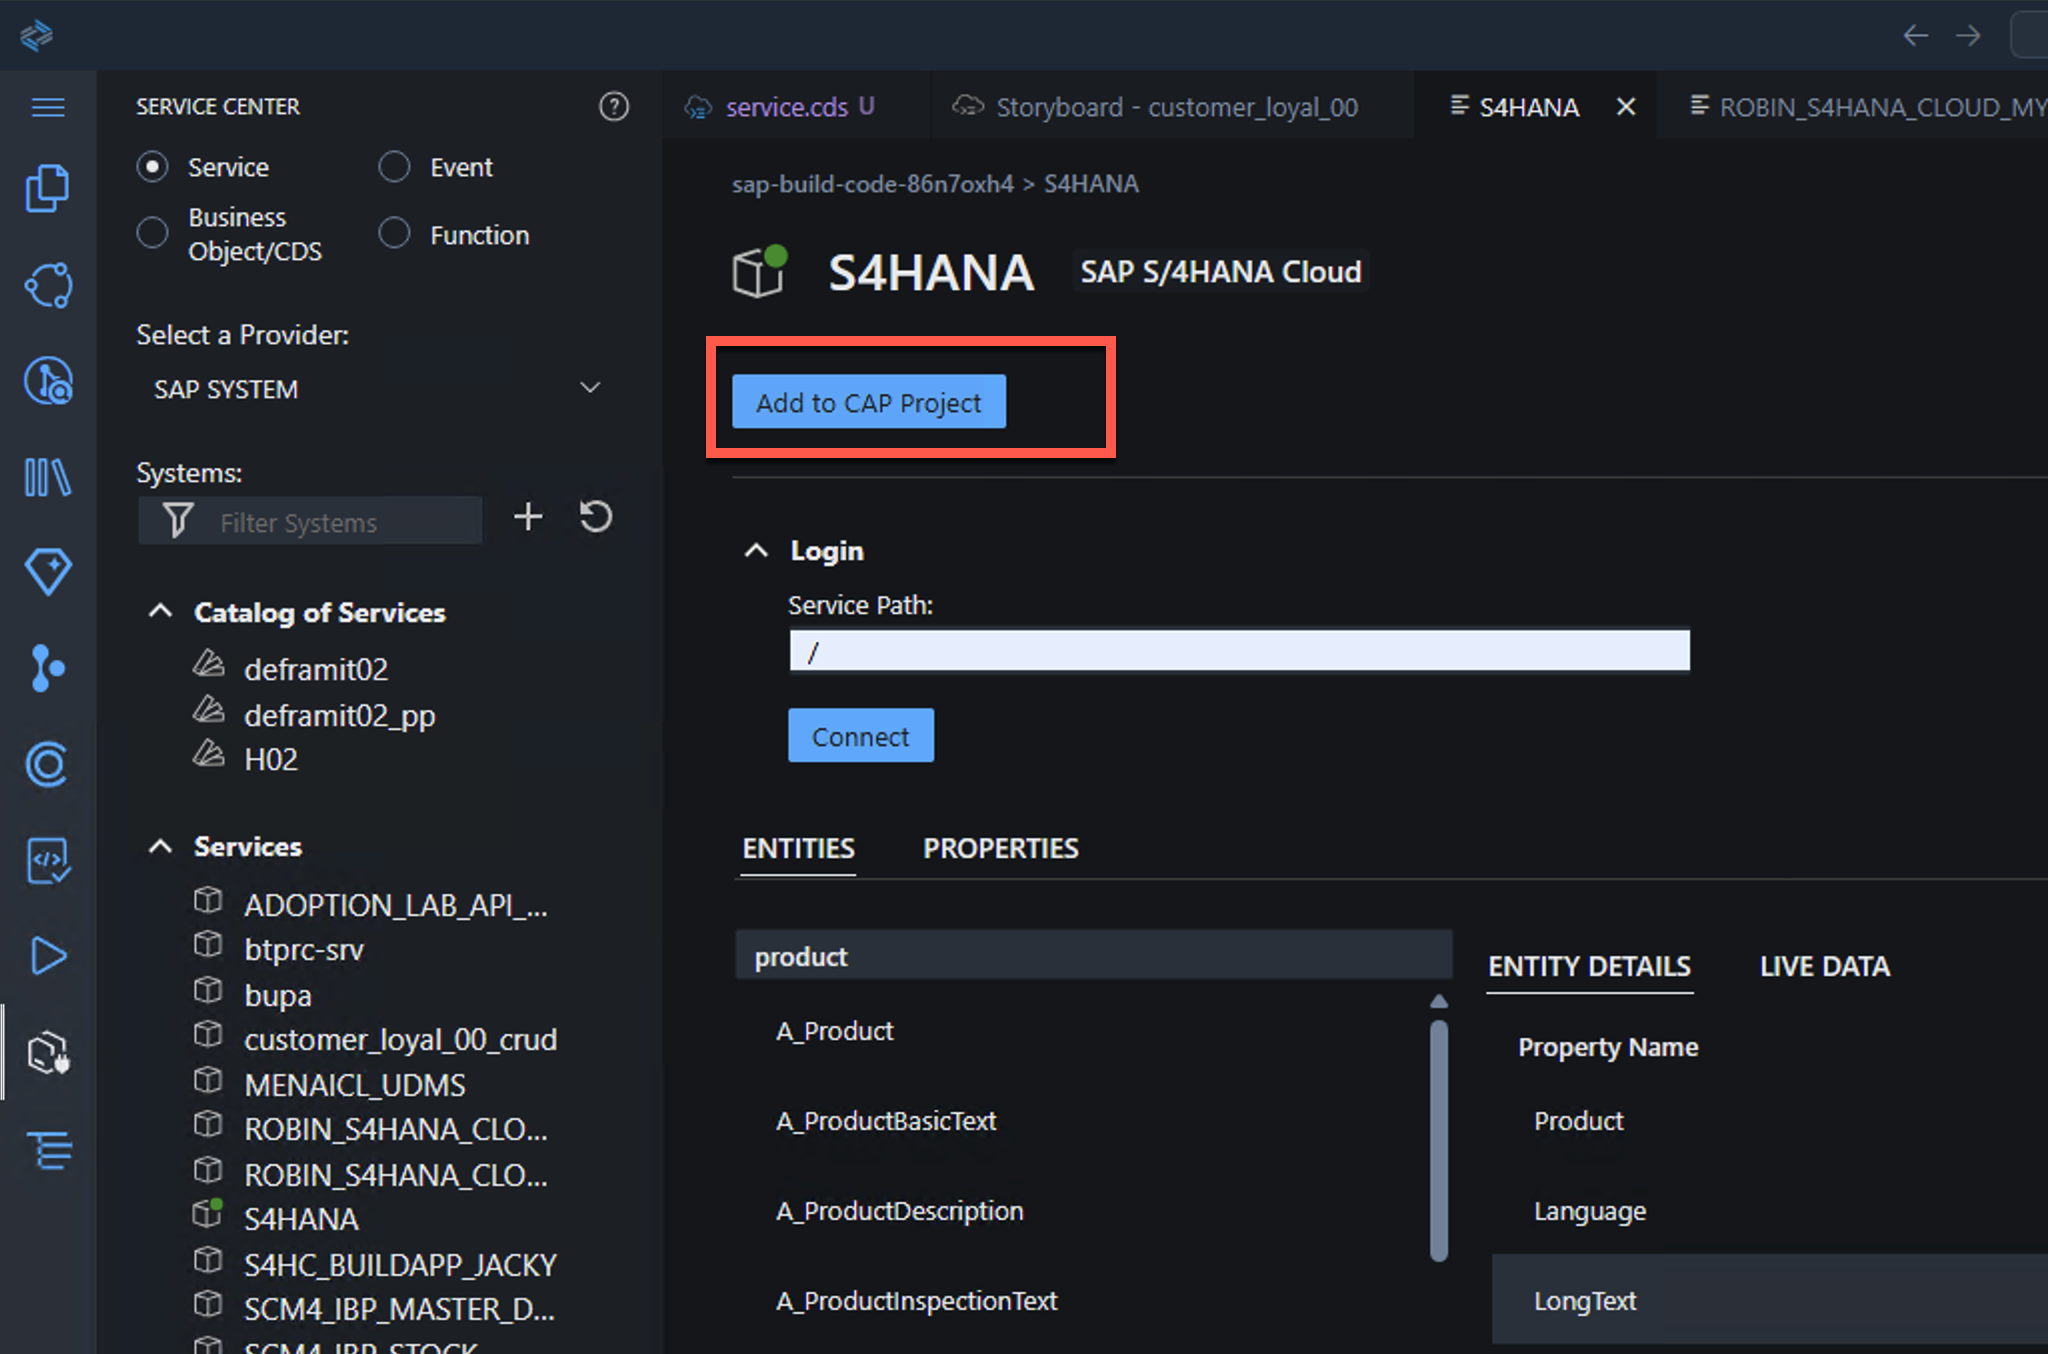 SERVICE CENTER
Service
Event
Business
Object/CDS
Function
Select a Provider:
SAP SYSTEM
Systems:
Filter Systems
Catalog of Services
deframit02
deframit02_pp
H02
Services
ADOPTION_LAB_API_...
btprc-srv
bupa
customer_loyal_00_crud
MENAICL_UDMS
ROBIN_S4HANA_CLO...
ROBIN_S4HANA_CLO...
S4HANA
S4HC_BUILDAPP_JACKY
SCM4_IBP_MASTER_D...
SCM4_IBP_STOCK
service.cds U
Storyboard - customer_loyal_00
S4HANA
ROBIN_S4HANA_CLOUD_MY
sap-build-code-86n7oxh4 > S4HANA
S4HANA
SAP S/4HANA Cloud
Add to CAP Project
Login
Service Path:
/
Connect
ENTITIES
PROPERTIES
product
A_Product
A_ProductBasicText
A_ProductDescription
A_ProductInspectionText
ENTITY DETAILS
LIVE DATA
Property Name
Product
Language
LongText